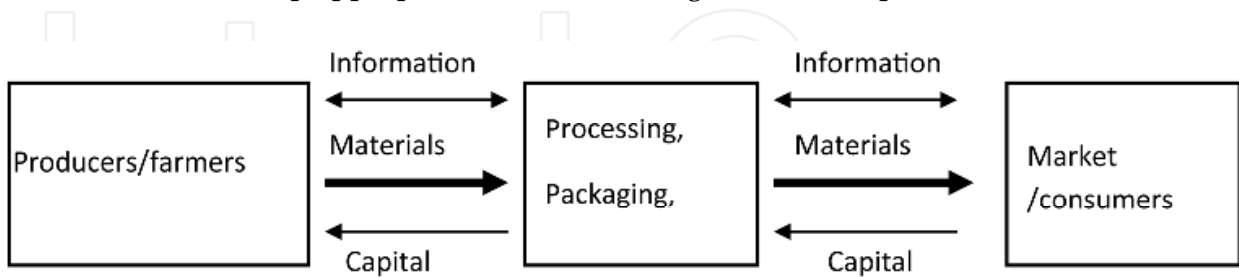 Information
Information
Producers/farmers
Materials
Processing,
Packaging,
Materials
Market
/consumers
Capital
Capital